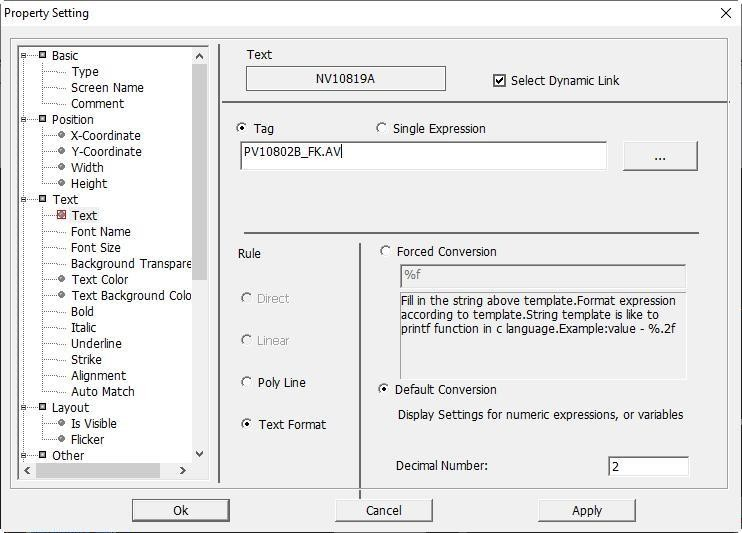 Property Setting
Basic
Type
Screen Name
Comment
Position
X-Coordinate
Y-Coordinate
Width
Height
Text
Text
Font Name
Font Size
Background Transpare
Text Color
Text Background Colo
Bold
Italic
Underline
Strike
Alignment
Auto Match
Layout
Is Visible
Flicker
Other
Text
NV10819A
Select Dynamic Link
Tag
Single Expression
PV10802B_FK.AV
...
Rule
Direct
Linear
Poly Line
Text Format
Forced Conversion
%f
Fill in the string above template.Format expression
according to template.String template is like to
printf function in c language.Example:value - %.2f
Default Conversion
Display Settings for numeric expressions, or variables
Decimal Number:
2
Ok
Cancel
Apply